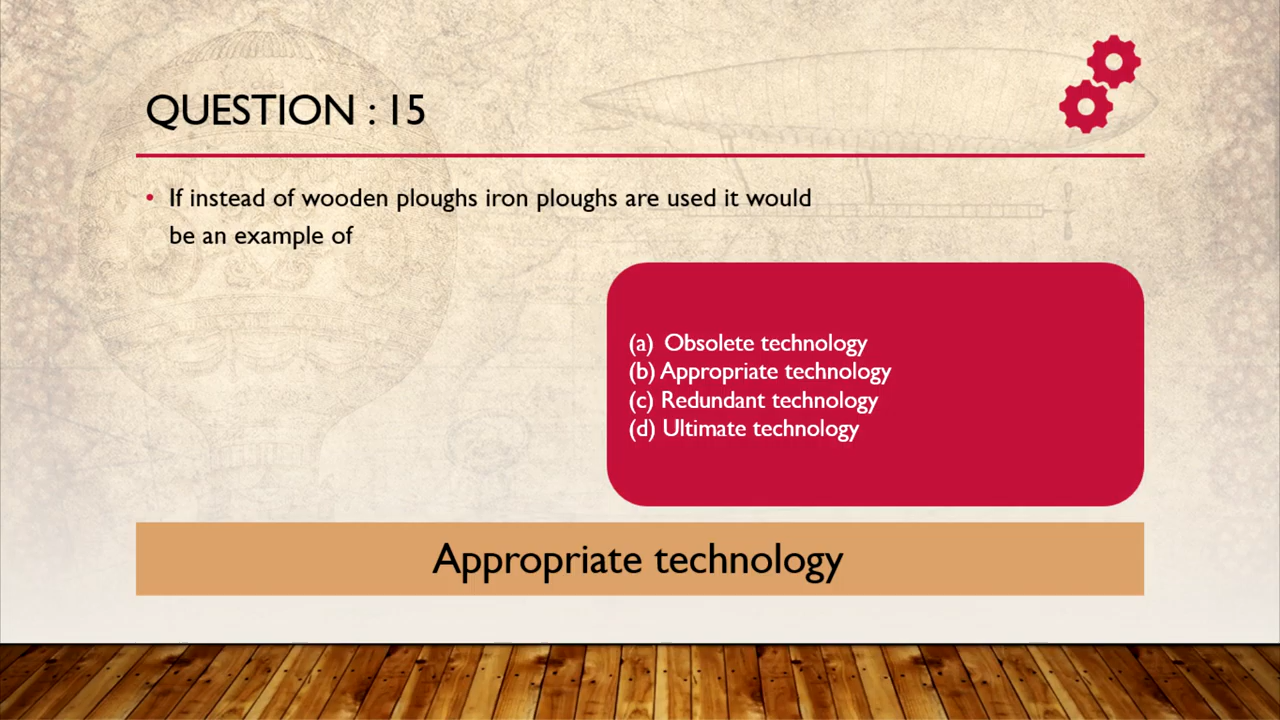 QUESTION : 15
• If instead of wooden ploughs iron ploughs are used it would
be an example of
(a) Obsolete technology
(b) Appropriate technology
(c) Redundant technology
(d) Ultimate technology
Appropriate technology